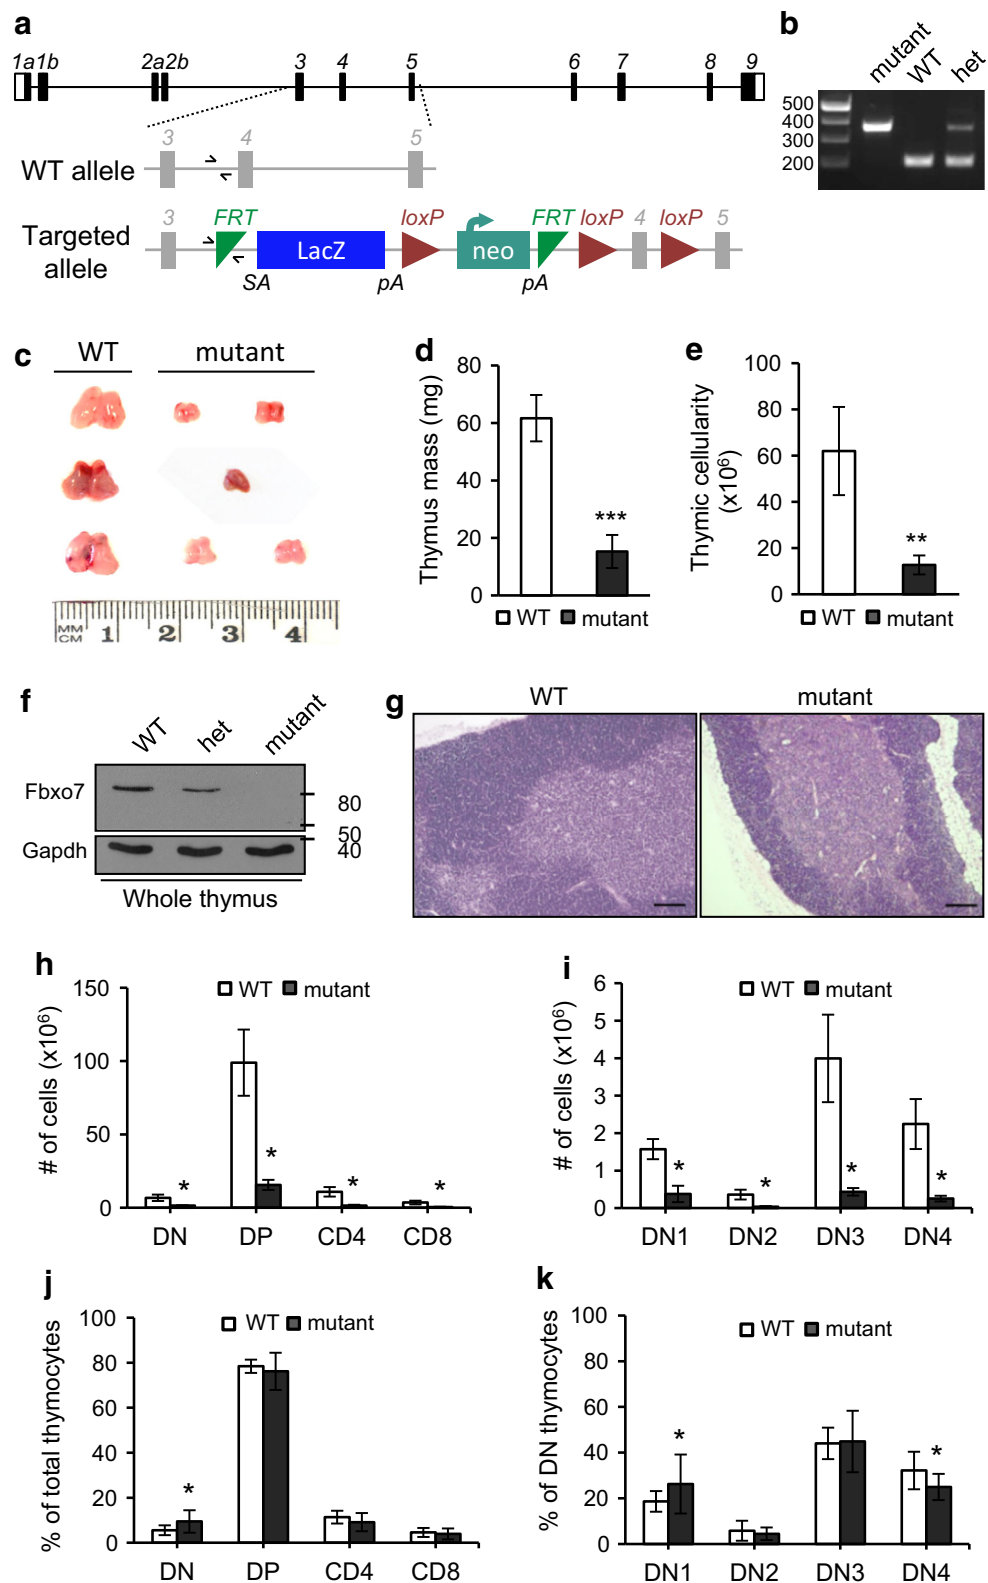 a
1a 1b 2a 2b 3 4 5 6 7 8 9
3 4 5
WT allele
3 FRT loxP FRT loxP 4 loxP 5
Targeted
allele
LacZ neo
SA pA pA
b
mutant WT het
500
400
300
200
c
WT mutant
MM
CM 1 2 3 4
d
Thymus mass (mg)
80
60
40
20
0
***
WT mutant
e
Thymic cellularity
(x10⁶)
100
80
60
40
20
0
**
WT mutant
f
WT het mutant
Fbxo7
80
50
Gapdh
40
Whole thymus
g
WT mutant
h
# of cells (x10⁶)
WT mutant
150
100
50
0
* * * *
DN DP CD4 CD8
i
# of cells (x10⁶)
WT mutant
6
5
4
3
2
1
0
* * * *
DN1 DN2 DN3 DN4
j
% of total thymocytes
WT mutant
100
80
60
40
20
0
*
DN DP CD4 CD8
k
% of DN thymocytes
WT mutant
100
80
60
40
20
0
* *
DN1 DN2 DN3 DN4